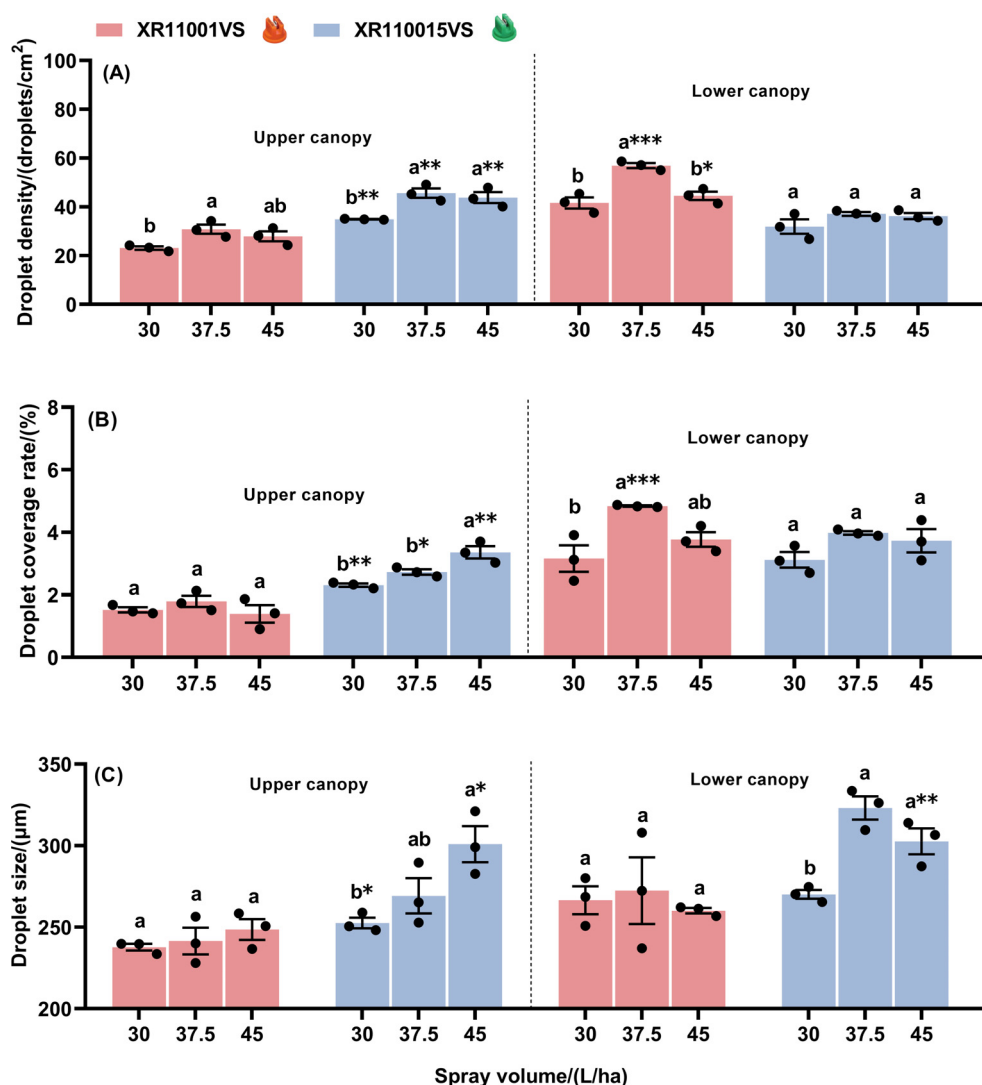 XR11001VS XR110015VS
(A)
Droplet density/(droplets/cm²)
100
80
60
40
20
0
Upper canopy
Lower canopy
b a ab b** a** a** b a*** b* a a a
30 37.5 45 30 37.5 45 30 37.5 45 30 37.5 45
(B)
Droplet coverage rate/(%)
8
6
4
2
0
Upper canopy
Lower canopy
a a a b** b* a** b a*** ab a a a
30 37.5 45 30 37.5 45 30 37.5 45 30 37.5 45
(C)
Droplet size/(μm)
350
300
250
200
Upper canopy
Lower canopy
a a a b* ab a* a a a b a a**
30 37.5 45 30 37.5 45 30 37.5 45 30 37.5 45
Spray volume/(L/ha)